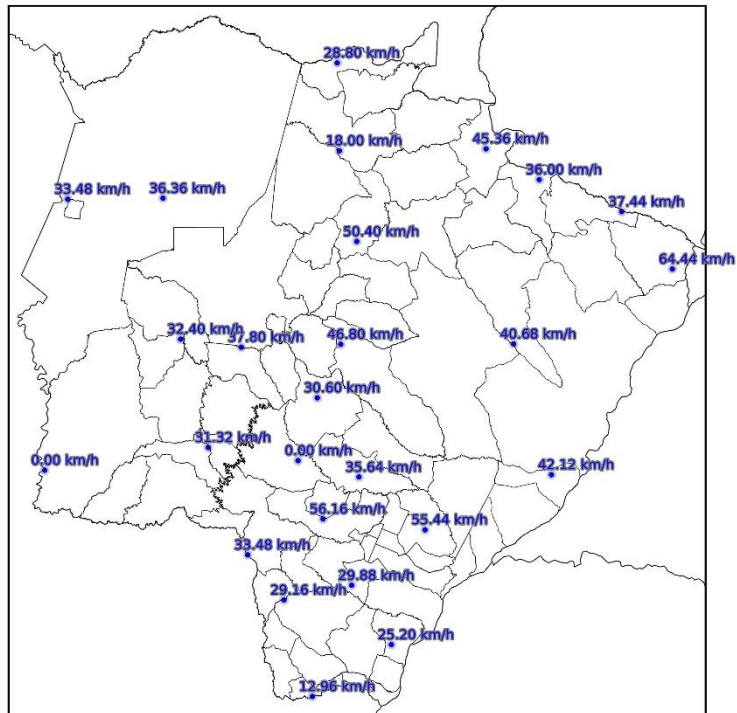 28.80 km/h
18.00 km/h
45.36 km/h
36.00 km/h
33.48 km/h
36.36 km/h
37.44 km/h
50.40 km/h
64.44 km/h
32.40 km/h
37.80 km/h
46.80 km/h
40.68 km/h
30.60 km/h
31.32 km/h
0.00 km/h
0.00 km/h
35.64 km/h
42.12 km/h
56.16 km/h
55.44 km/h
33.48 km/h
29.16 km/h
29.88 km/h
25.20 km/h
12.96 km/h